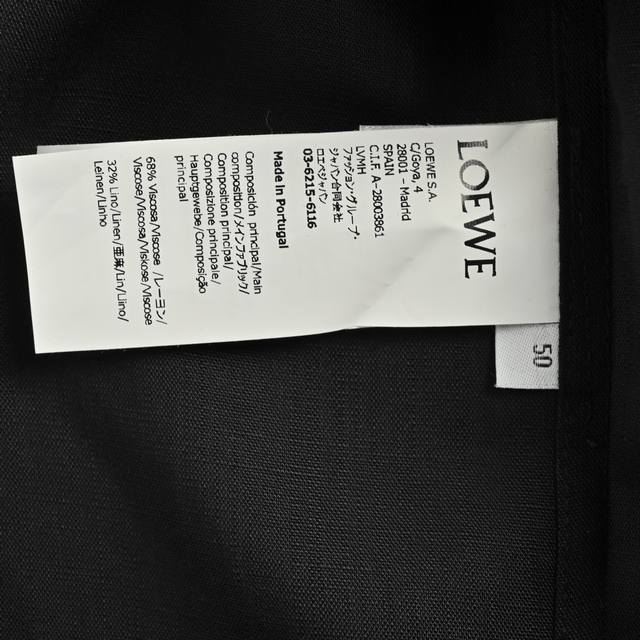 LOEWE
LOEWE S.A.
C/Goya, 4
28001 - Madrid
SPAIN
C.I.F. A-28003861
LVMH
ファッション・グループ・
ジャパン合同会社
ロエベジャパン
03-6215-6116
Made in Portugal
Composición principal/Main
composition/メインファブリック/
Composition principal/
Composizione principale/
Hauptgewebe/Composição
principal
68% Viscosa/Viscose /レーヨン/
Viscose/Viscosa/Viskose/Viscose
32% Lino/Linen/亜麻/Lin/Lino/
Leinen/Linho
50